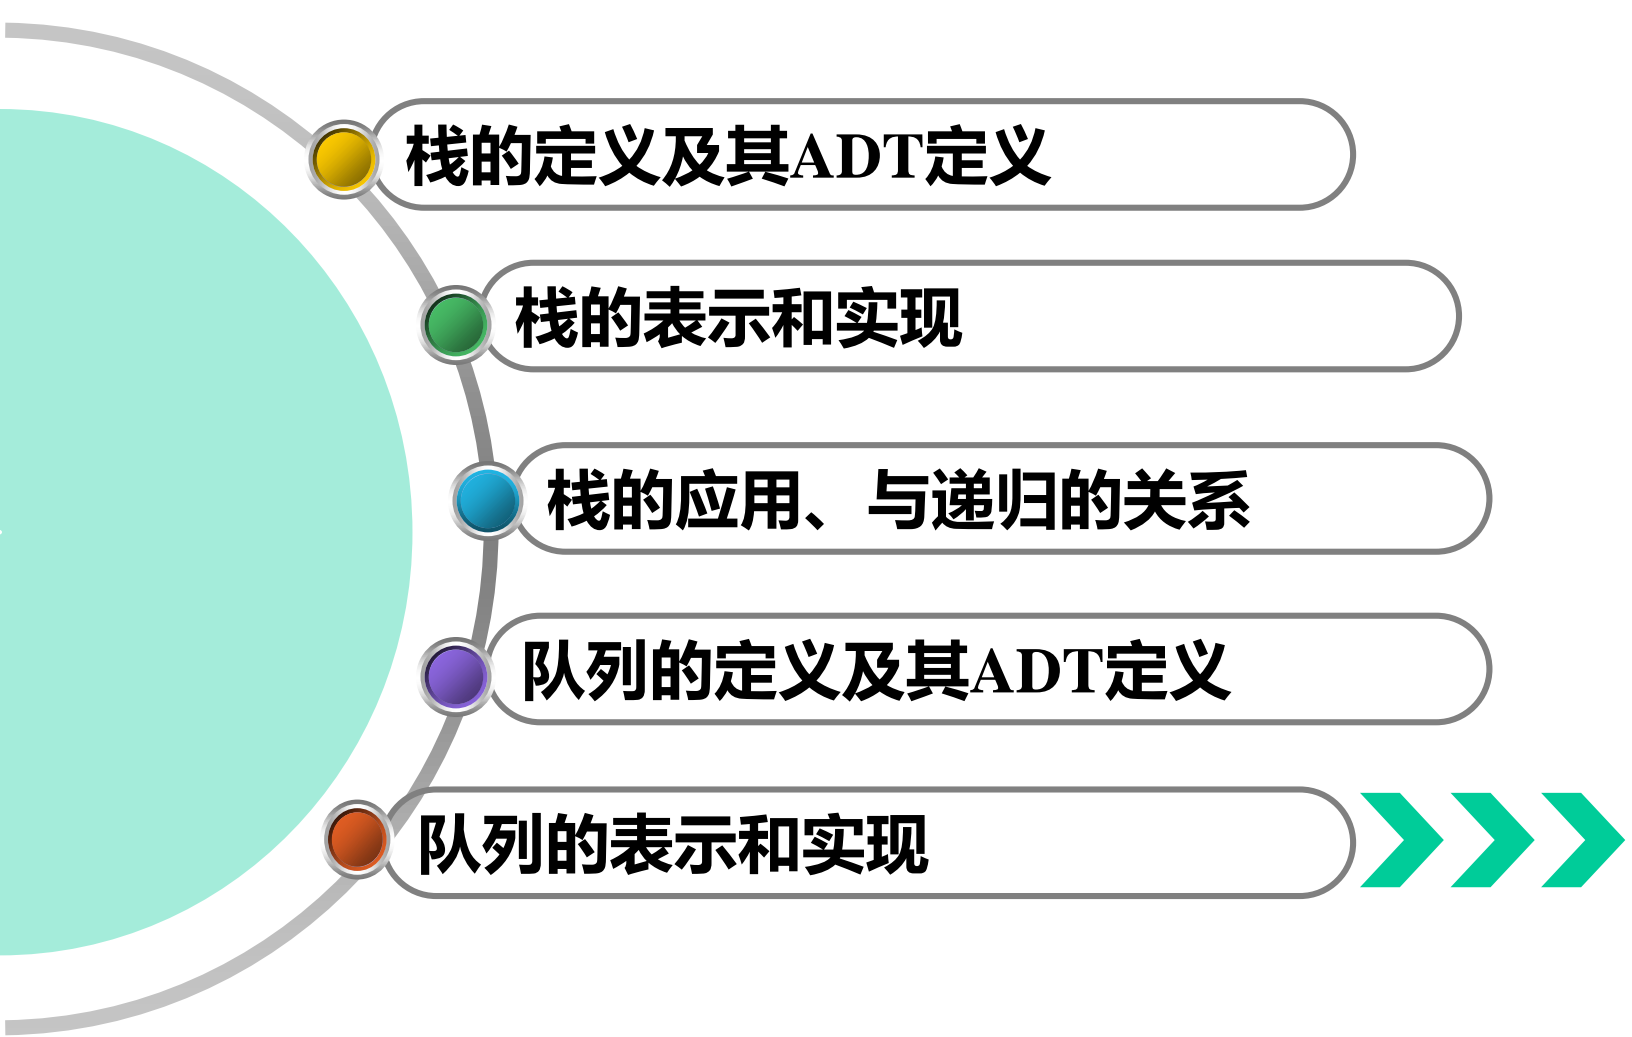 栈的定义及其ADT定义
栈的表示和实现
栈的应用、与递归的关系
队列的定义及其ADT定义
队列的表示和实现